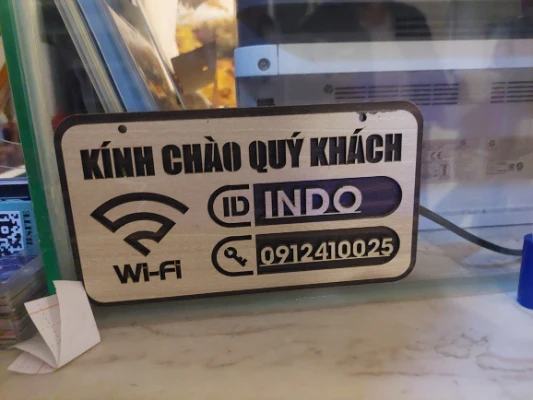 KÍNH CHÀO QUÝ KHÁCH
ID INDO
0912410025
Wi-Fi